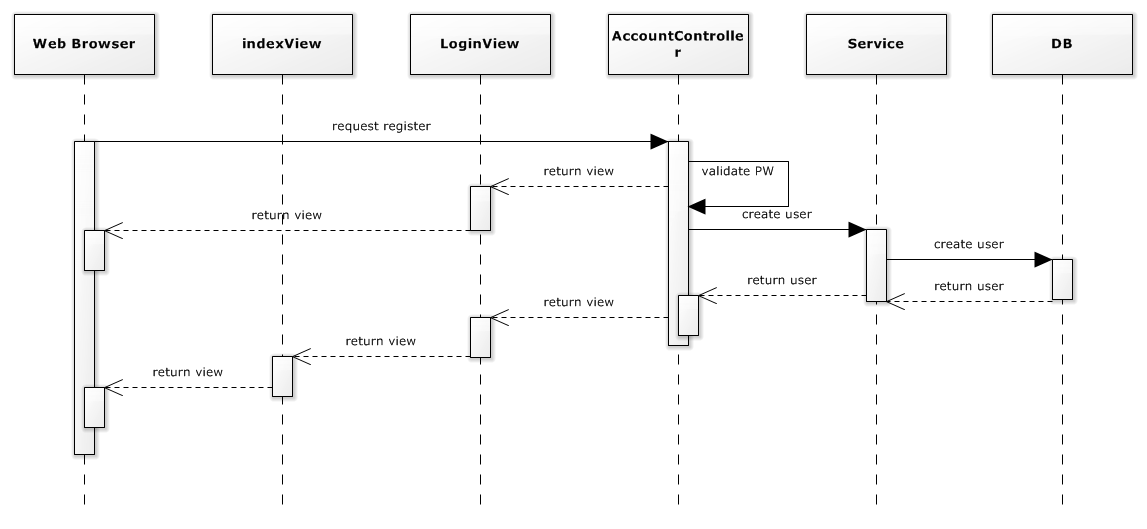 Web Browser
indexView
LoginView
AccountControlle
r
Service
DB
request register
validate PW
return view
return view
create user
create user
return user
return user
return view
return view
return view